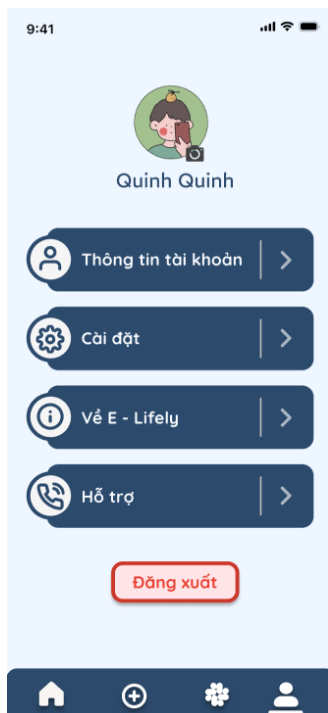 9:41
Quinh Quinh
Thông tin tài khoản
Cài đặt
Về E - Lifely
Hỗ trợ
Đăng xuất